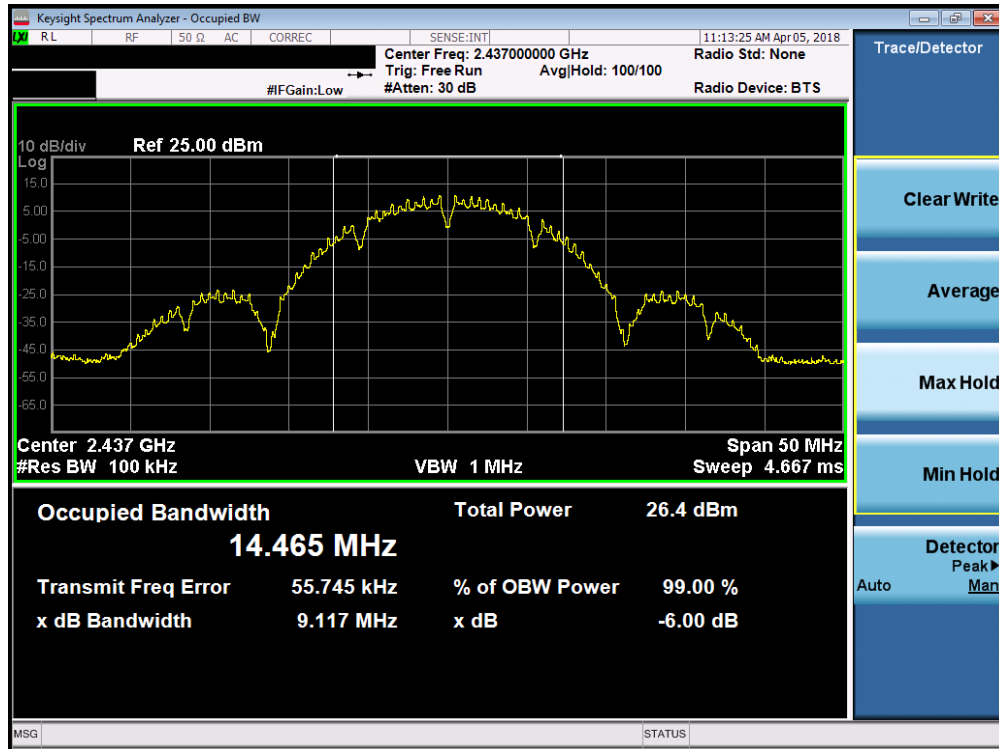 Keysight Spectrum Analyzer - Occupied BW
LXI RL RF 50 Ω AC CORREC SENSE:INT 11:13:25 AM Apr 05, 2018
Center Freq: 2.437000000 GHz Radio Std: None
Trig: Free Run Avg|Hold: 100/100
#IFGain:Low #Atten: 30 dB Radio Device: BTS
10 dB/div Ref 25.00 dBm
Log
15.0
5.00
-5.00
-15.0
-25.0
-35.0
-45.0
-55.0
-65.0
Center 2.437 GHz Span 50 MHz
#Res BW 100 kHz VBW 1 MHz Sweep 4.667 ms
Occupied Bandwidth Total Power 26.4 dBm
14.465 MHz
Transmit Freq Error 55.745 kHz % of OBW Power 99.00 %
x dB Bandwidth 9.117 MHz x dB -6.00 dB
MSG STATUS
Trace/Detector
Clear Write
Average
Max Hold
Min Hold
Detector
Peak▶
Auto Man